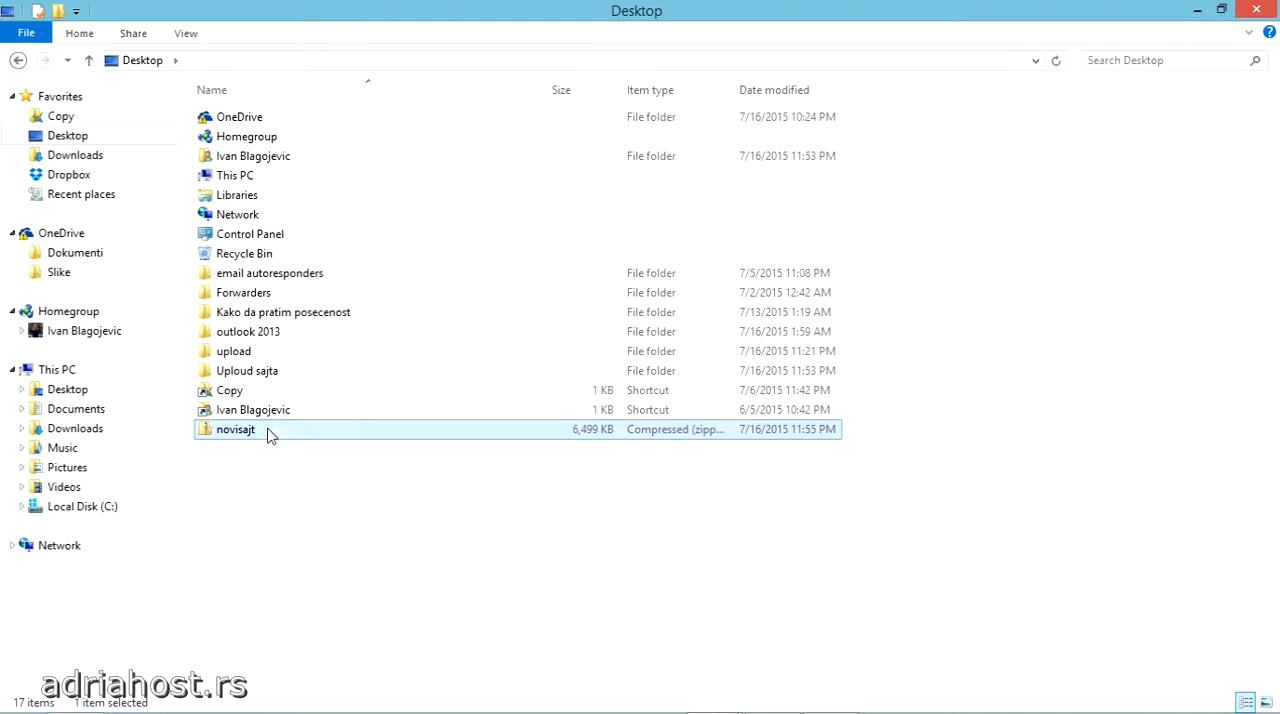 Desktop
File Home Share View
Desktop Search Desktop
Name Size Item type Date modified
Favorites
Copy
Desktop
Downloads
Dropbox
Recent places
OneDrive
Dokumenti
Slike
Homegroup
Ivan Blagojevic
This PC
Desktop
Documents
Downloads
Music
Pictures
Videos
Local Disk (C:)
Network
OneDrive File folder 7/16/2015 10:24 PM
Homegroup
Ivan Blagojevic File folder 7/16/2015 11:53 PM
This PC
Libraries
Network
Control Panel
Recycle Bin
email autoresponders File folder 7/5/2015 11:08 PM
Forwarders File folder 7/2/2015 12:42 AM
Kako da pratim posecenost File folder 7/13/2015 1:19 AM
outlook 2013 File folder 7/16/2015 1:59 AM
upload File folder 7/16/2015 11:21 PM
Uploud sajta File folder 7/16/2015 11:53 PM
Copy 1 KB Shortcut 7/6/2015 11:42 PM
Ivan Blagojevic 1 KB Shortcut 6/5/2015 10:42 PM
novisajt 6,499 KB Compressed (zipp... 7/16/2015 11:55 PM
adriahost.rs
17 items 1 item selected